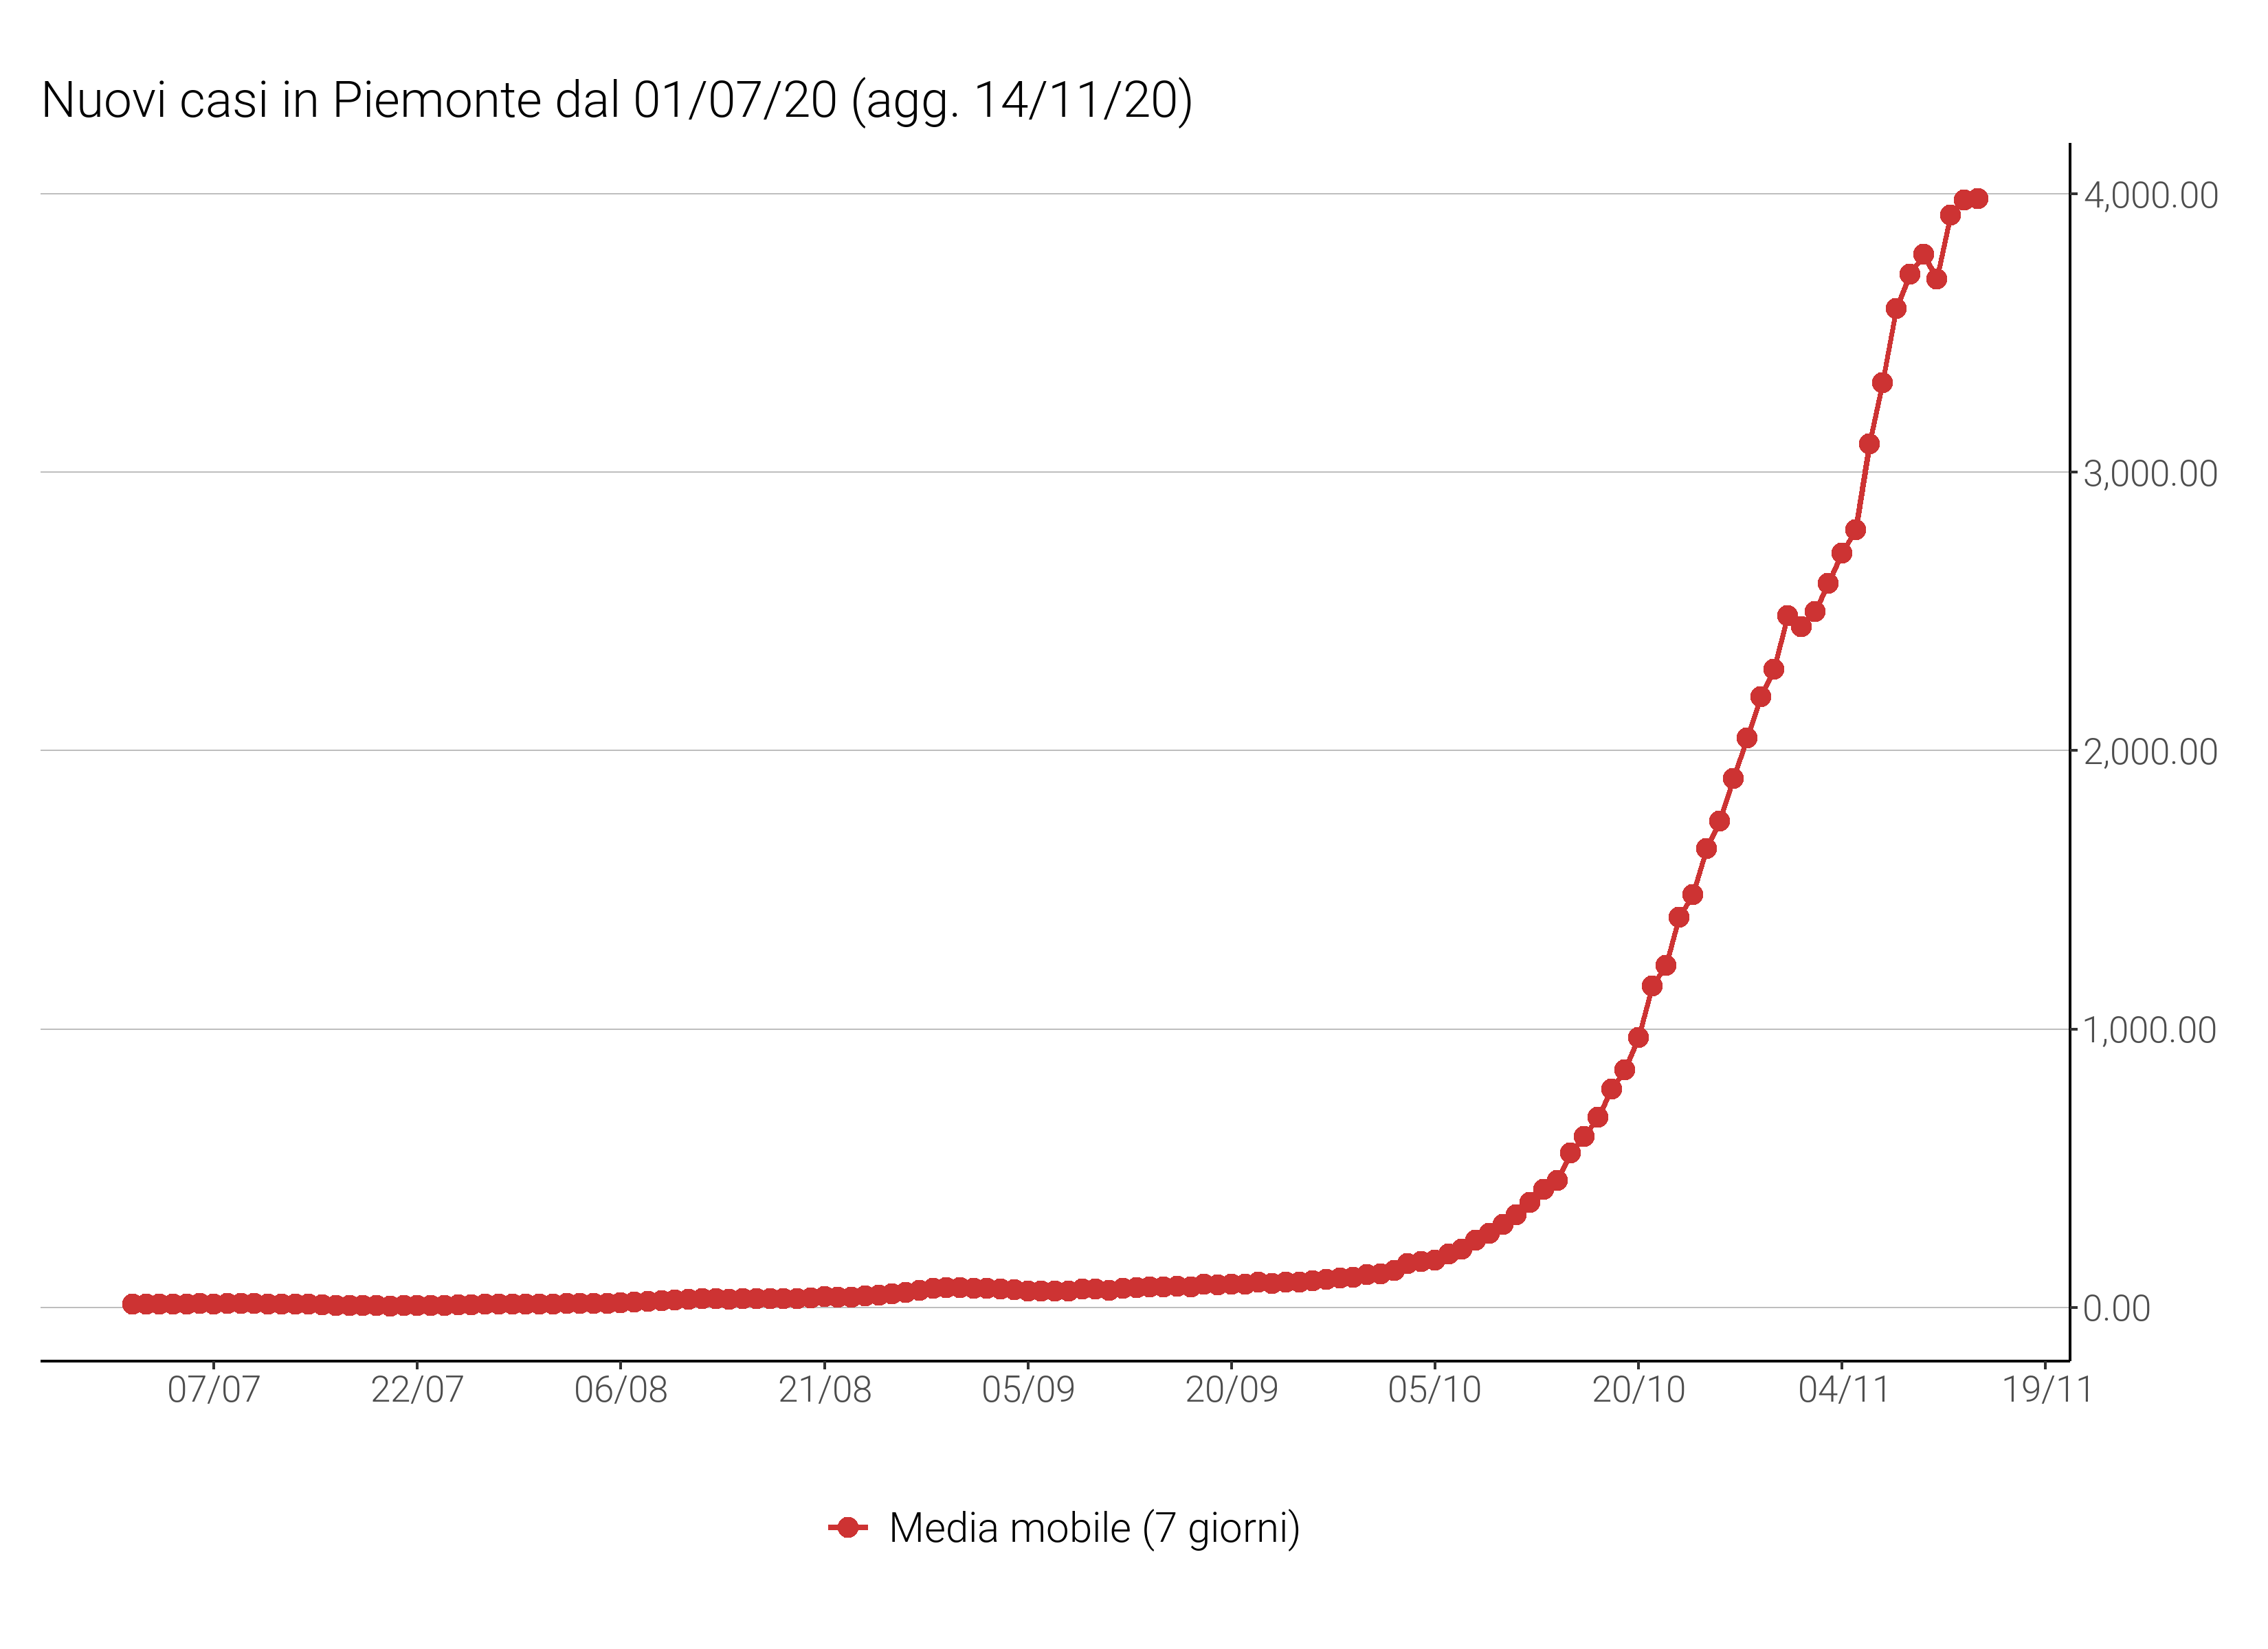 Nuovi casi in Piemonte dal 01/07/20 (agg. 14/11/20)
4,000.00
3,000.00
2,000.00
1,000.00
0.00
07/07 22/07 06/08 21/08 05/09 20/09 05/10 20/10 04/11 19/11
Media mobile (7 giorni)